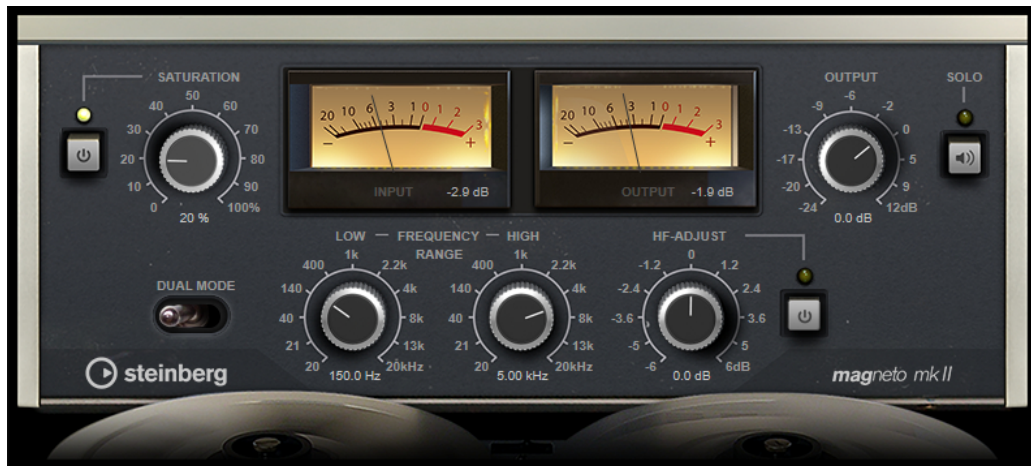 SATURATION
0 10 20 30 40 50 60 70 80 90 100%
20 %
20 10 6 3 1 0 1 2 3
- +
INPUT -2.9 dB
20 10 6 3 1 0 1 2 3
- +
OUTPUT -1.9 dB
OUTPUT
-24 -20 -17 -13 -9 -6 -2 0 5 9 12dB
0.0 dB
SOLO
LOW — FREQUENCY — HIGH
RANGE
20 21 40 140 400 1k 2.2k 4k 8k 13k 20kHz
150.0 Hz
20 21 40 140 400 1k 2.2k 4k 8k 13k 20kHz
5.00 kHz
HF-ADJUST
-6 -5 -3.6 -2.4 -1.2 0 1.2 2.4 3.6 5 6dB
0.0 dB
DUAL MODE
steinberg
magneto mk II